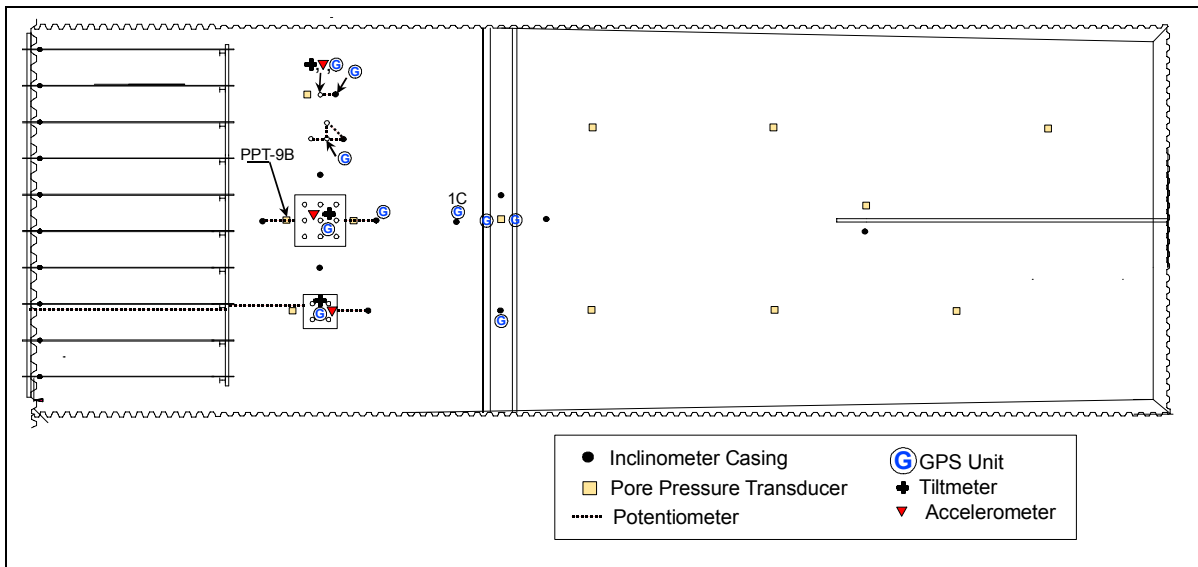 , , G
G
G
PPT-9B
1C
G
G
G
G
G
G
G
Inclinometer Casing
G GPS Unit
Pore Pressure Transducer
Tiltmeter
Potentiometer
Accelerometer